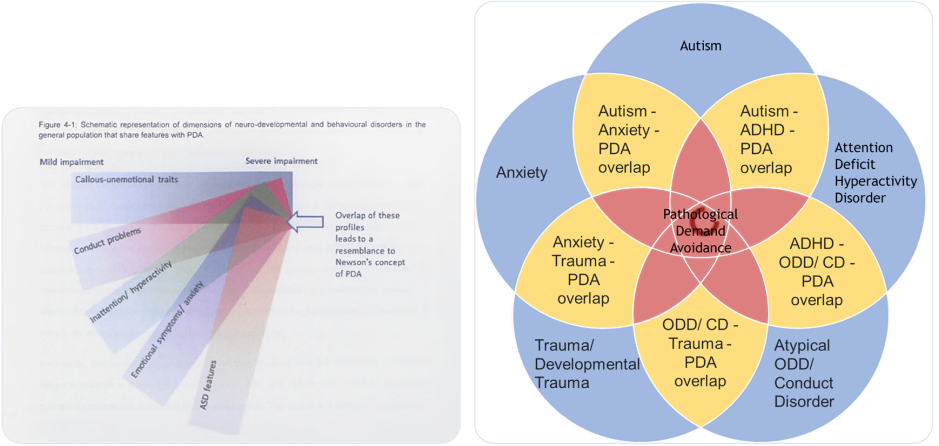 Figure 4-1: Schematic representation of dimensions of neuro-developmental and behavioural disorders in the
general population that share features with PDA.
Mild impairment
Severe impairment
Callous-unemotional traits
Conduct problems
Inattention/ hyperactivity
Emotional symptoms/ anxiety
ASD features
Overlap of these
profiles
leads to a
resemblance to
Newson's concept
of PDA
Autism
Autism -
Anxiety -
PDA
overlap
Autism -
ADHD -
PDA
overlap
Anxiety
Attention
Deficit
Hyperactivity
Disorder
Pathological
Demand
Avoidance
Anxiety -
Trauma -
PDA
overlap
ADHD -
ODD/ CD -
PDA
overlap
ODD/ CD -
Trauma -
PDA
overlap
Trauma/
Developmental
Trauma
Atypical
ODD/
Conduct
Disorder